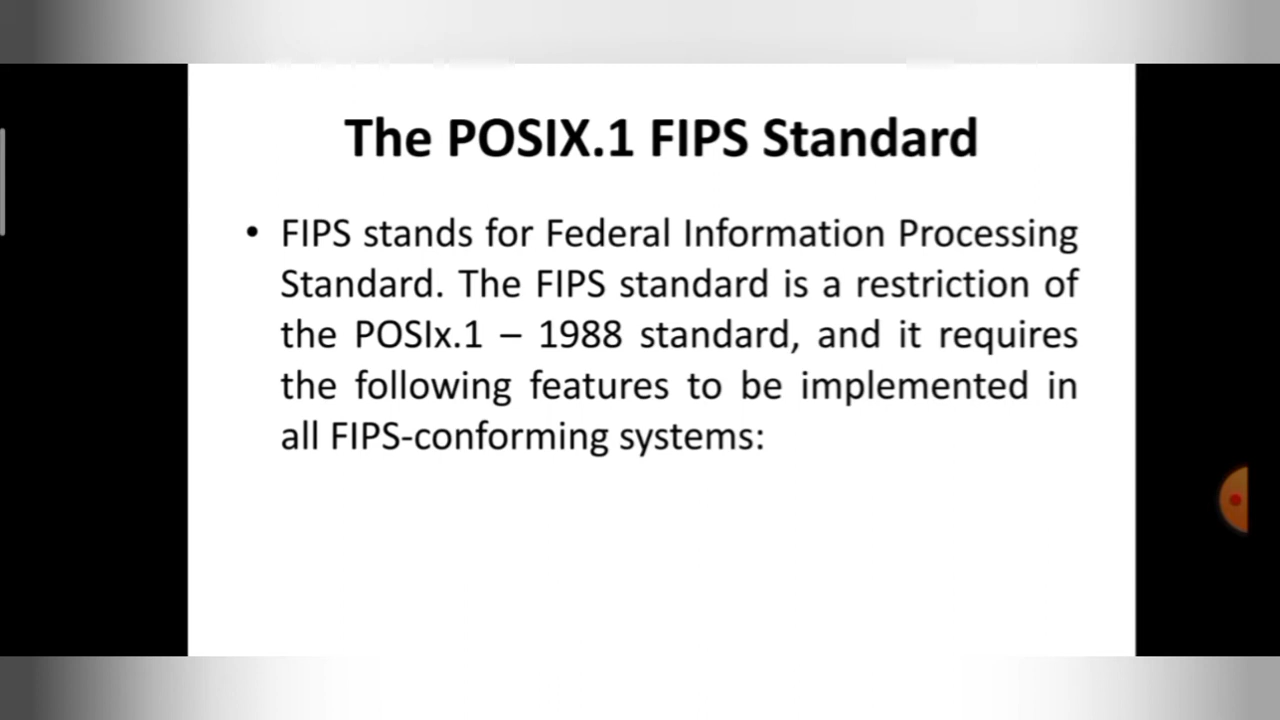 The POSIX.1 FIPS Standard
• FIPS stands for Federal Information Processing
Standard. The FIPS standard is a restriction of
the POSIx.1 – 1988 standard, and it requires
the following features to be implemented in
all FIPS-conforming systems: